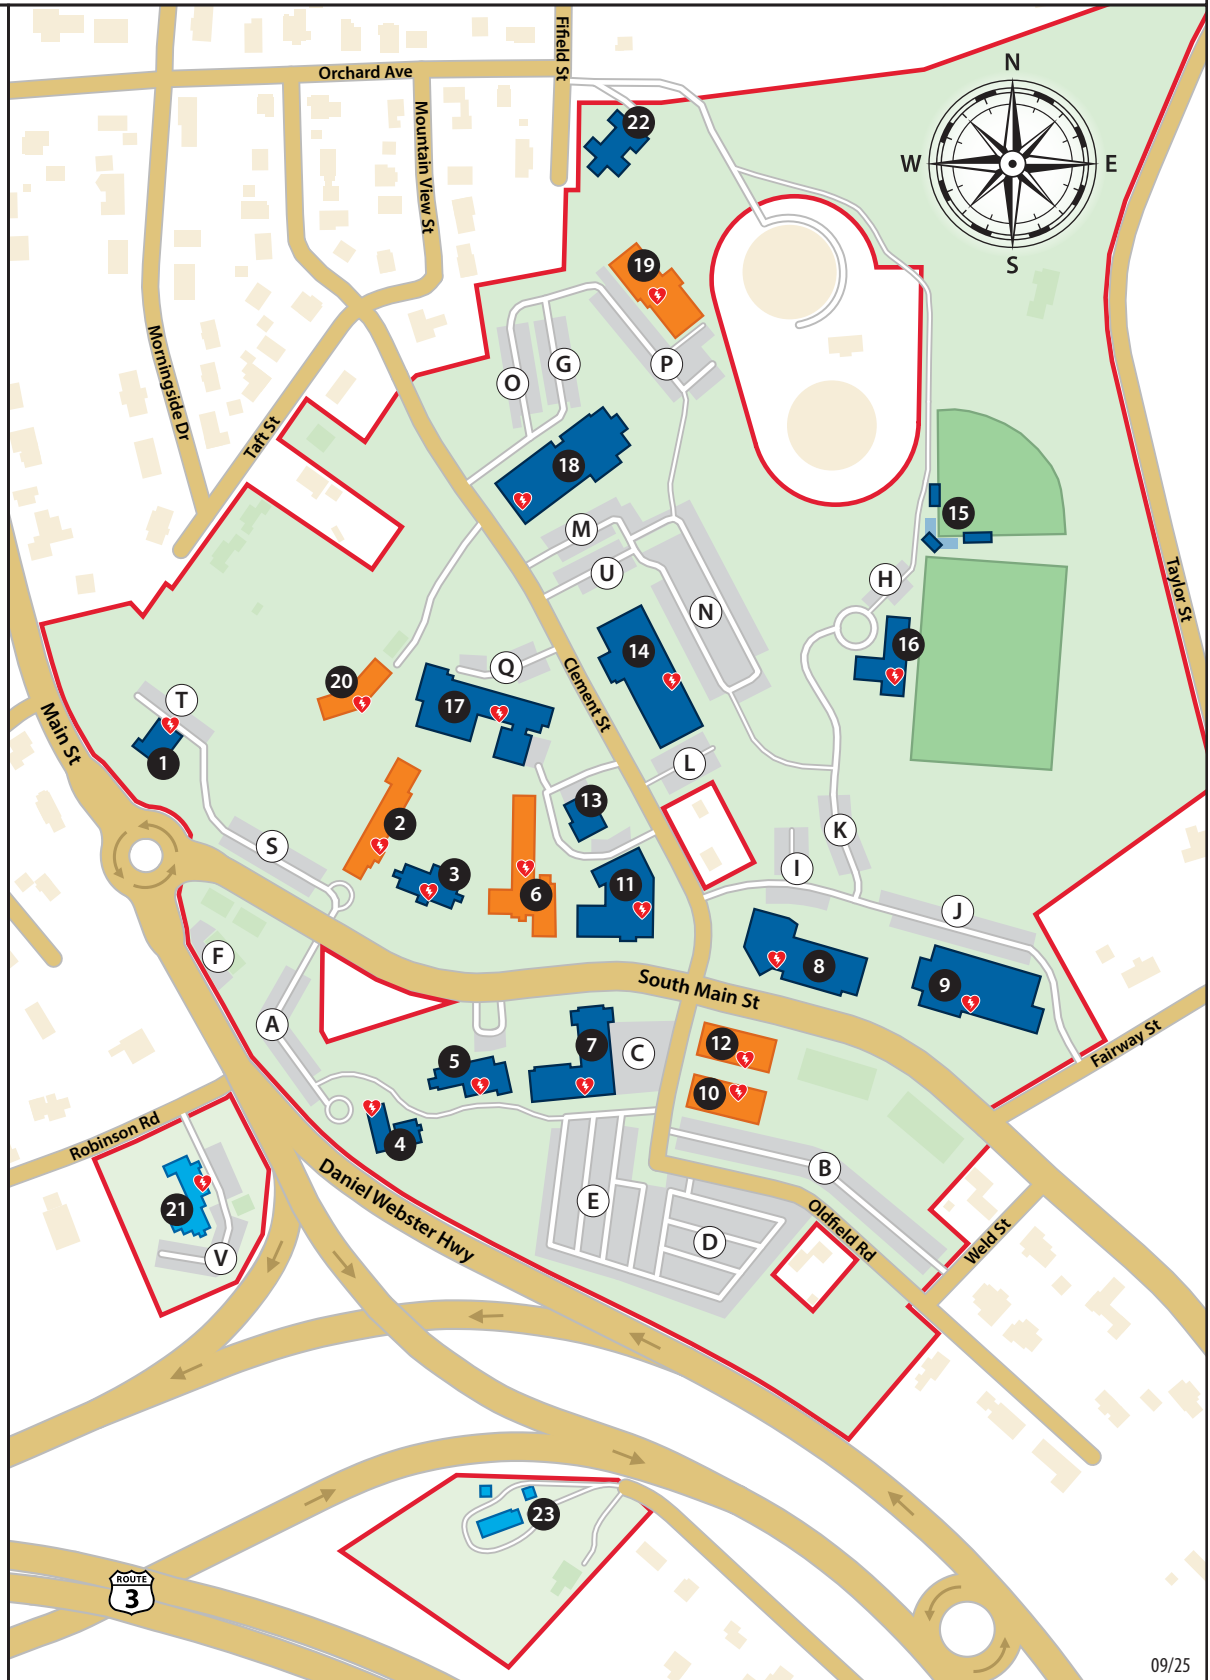 Fifield St
Orchard Ave
N
22
Mountain View St
W
E
S
19
Morningside Dr
P
G
O
Taft St
18
15
M
U
H
Taylor St
N
16
14
Q
20
17
Clement St
T
Main St
1
L
13
2
K
S
I
3
11
6
J
F
8
9
South Main St
A
12
7
C
5
Fairway St
10
Robinson Rd
4
B
Daniel Webster Hwy
E
21
Oldfield Rd
D
Weld St
V
23
ROUTE
3
09/25